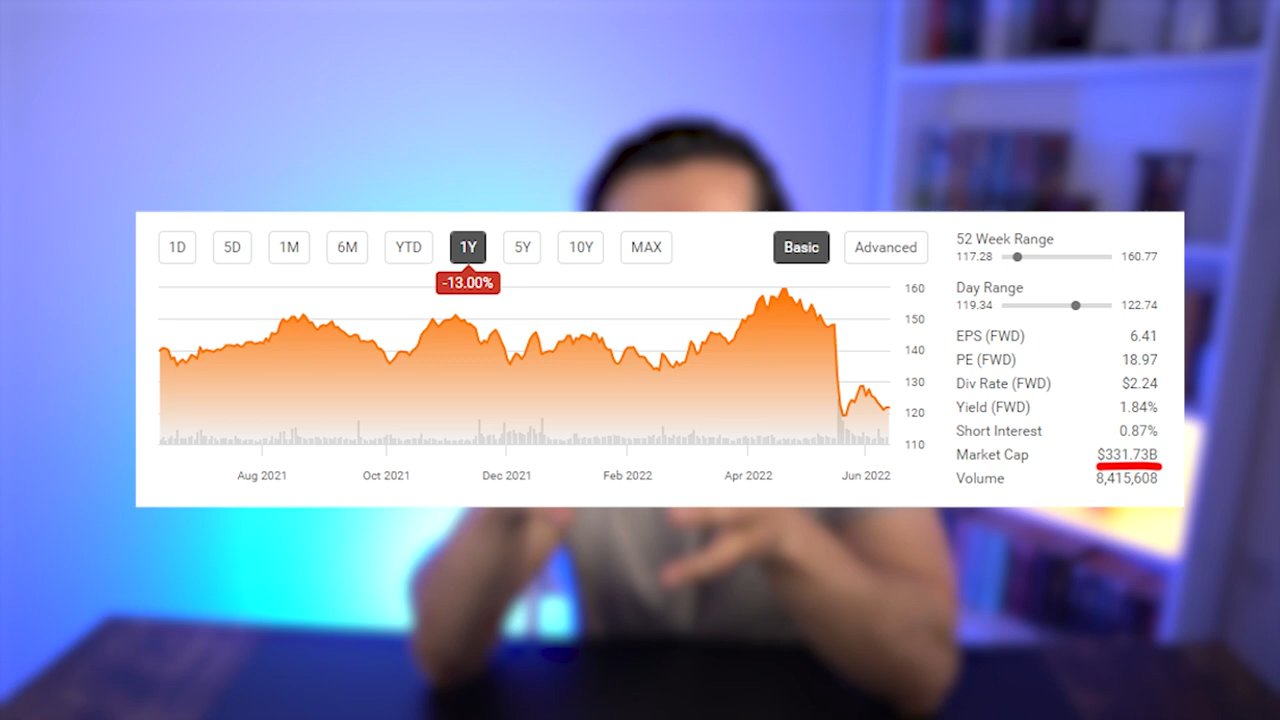 1D 5D 1M 6M YTD 1Y 5Y 10Y MAX Basic Advanced
-13.00%
160
150
140
130
120
110
Aug 2021 Oct 2021 Dec 2021 Feb 2022 Apr 2022 Jun 2022
52 Week Range
117.28 160.77
Day Range
119.34 122.74
EPS (FWD) 6.41
PE (FWD) 18.97
Div Rate (FWD) $2.24
Yield (FWD) 1.84%
Short Interest 0.87%
Market Cap $331.73B
Volume 8,415,608